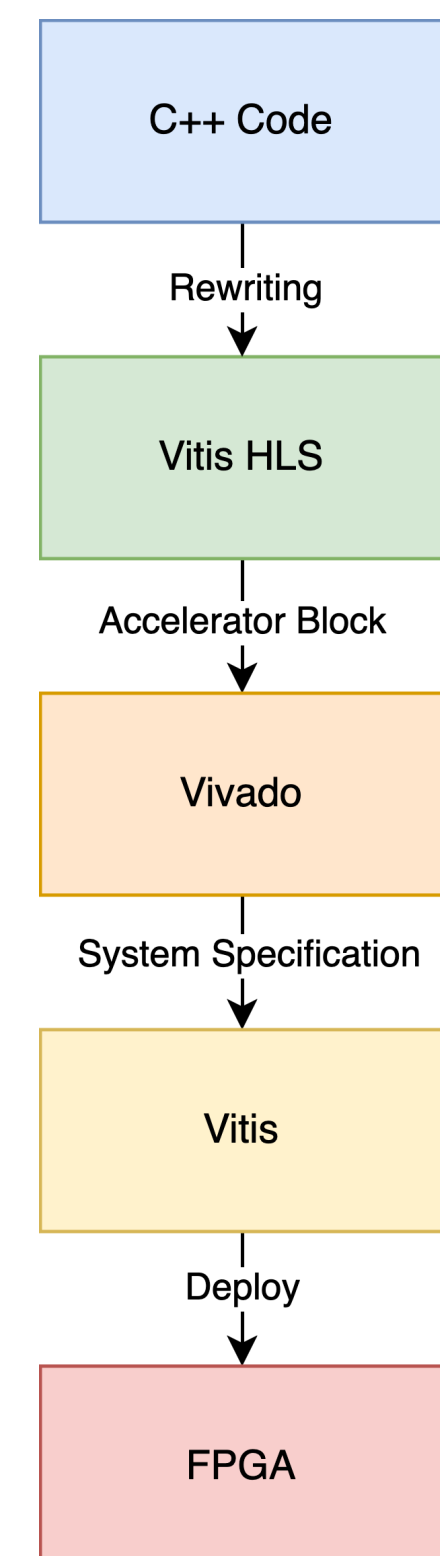 C++ Code
Rewriting
Vitis HLS
Accelerator Block
Vivado
System Specification
Vitis
Deploy
FPGA